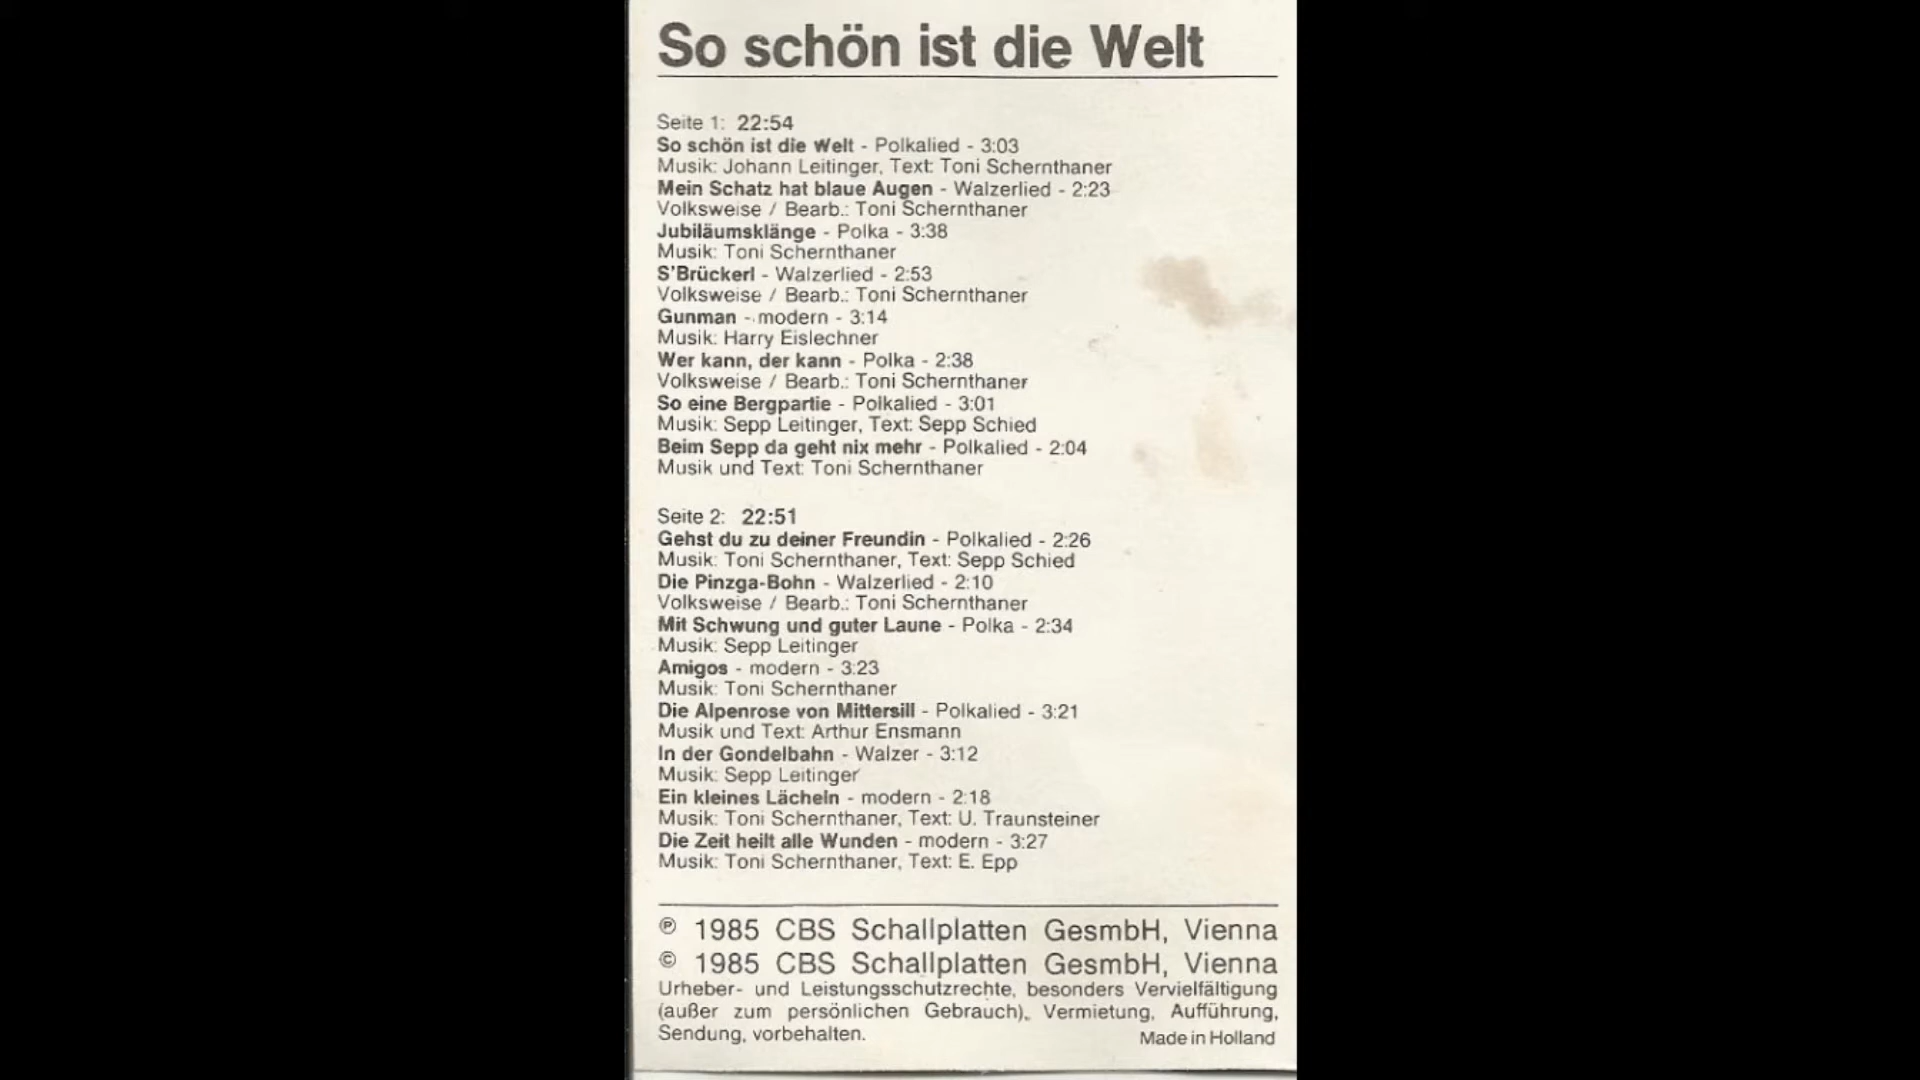 So schön ist die Welt
Seite 1: 22:54
So schön ist die Welt - Polkalied - 3:03
Musik: Johann Leitinger, Text: Toni Schernthaner
Mein Schatz hat blaue Augen - Walzerlied - 2:23
Volksweise / Bearb.: Toni Schernthaner
Jubiläumsklänge - Polka - 3:38
Musik: Toni Schernthaner
S'Brückerl - Walzerlied - 2:53
Volksweise / Bearb.: Toni Schernthaner
Gunman - modern - 3:14
Musik: Harry Eislechner
Wer kann, der kann - Polka - 2:38
Volksweise / Bearb.: Toni Schernthaner
So eine Bergpartie - Polkalied - 3:01
Musik: Sepp Leitinger, Text: Sepp Schied
Beim Sepp da geht nix mehr - Polkalied - 2:04
Musik und Text: Toni Schernthaner
Seite 2: 22:51
Gehst du zu deiner Freundin - Polkalied - 2:26
Musik: Toni Schernthaner, Text: Sepp Schied
Die Pinzga-Bohn - Walzerlied - 2:10
Volksweise / Bearb.: Toni Schernthaner
Mit Schwung und guter Laune - Polka - 2:34
Musik: Sepp Leitinger
Amigos - modern - 3:23
Musik: Toni Schernthaner
Die Alpenrose von Mittersill - Polkalied - 3:21
Musik und Text: Arthur Ensmann
In der Gondelbahn - Walzer - 3:12
Musik: Sepp Leitinger
Ein kleines Lächeln - modern - 2:18
Musik: Toni Schernthaner, Text: U. Traunsteiner
Die Zeit heilt alle Wunden - modern - 3:27
Musik: Toni Schernthaner, Text: E. Epp
℗ 1985 CBS Schallplatten GesmbH, Vienna
© 1985 CBS Schallplatten GesmbH, Vienna
Urheber- und Leistungsschutzrechte, besonders Vervielfältigung
(außer zum persönlichen Gebrauch), Vermietung, Aufführung,
Sendung, vorbehalten. Made in Holland